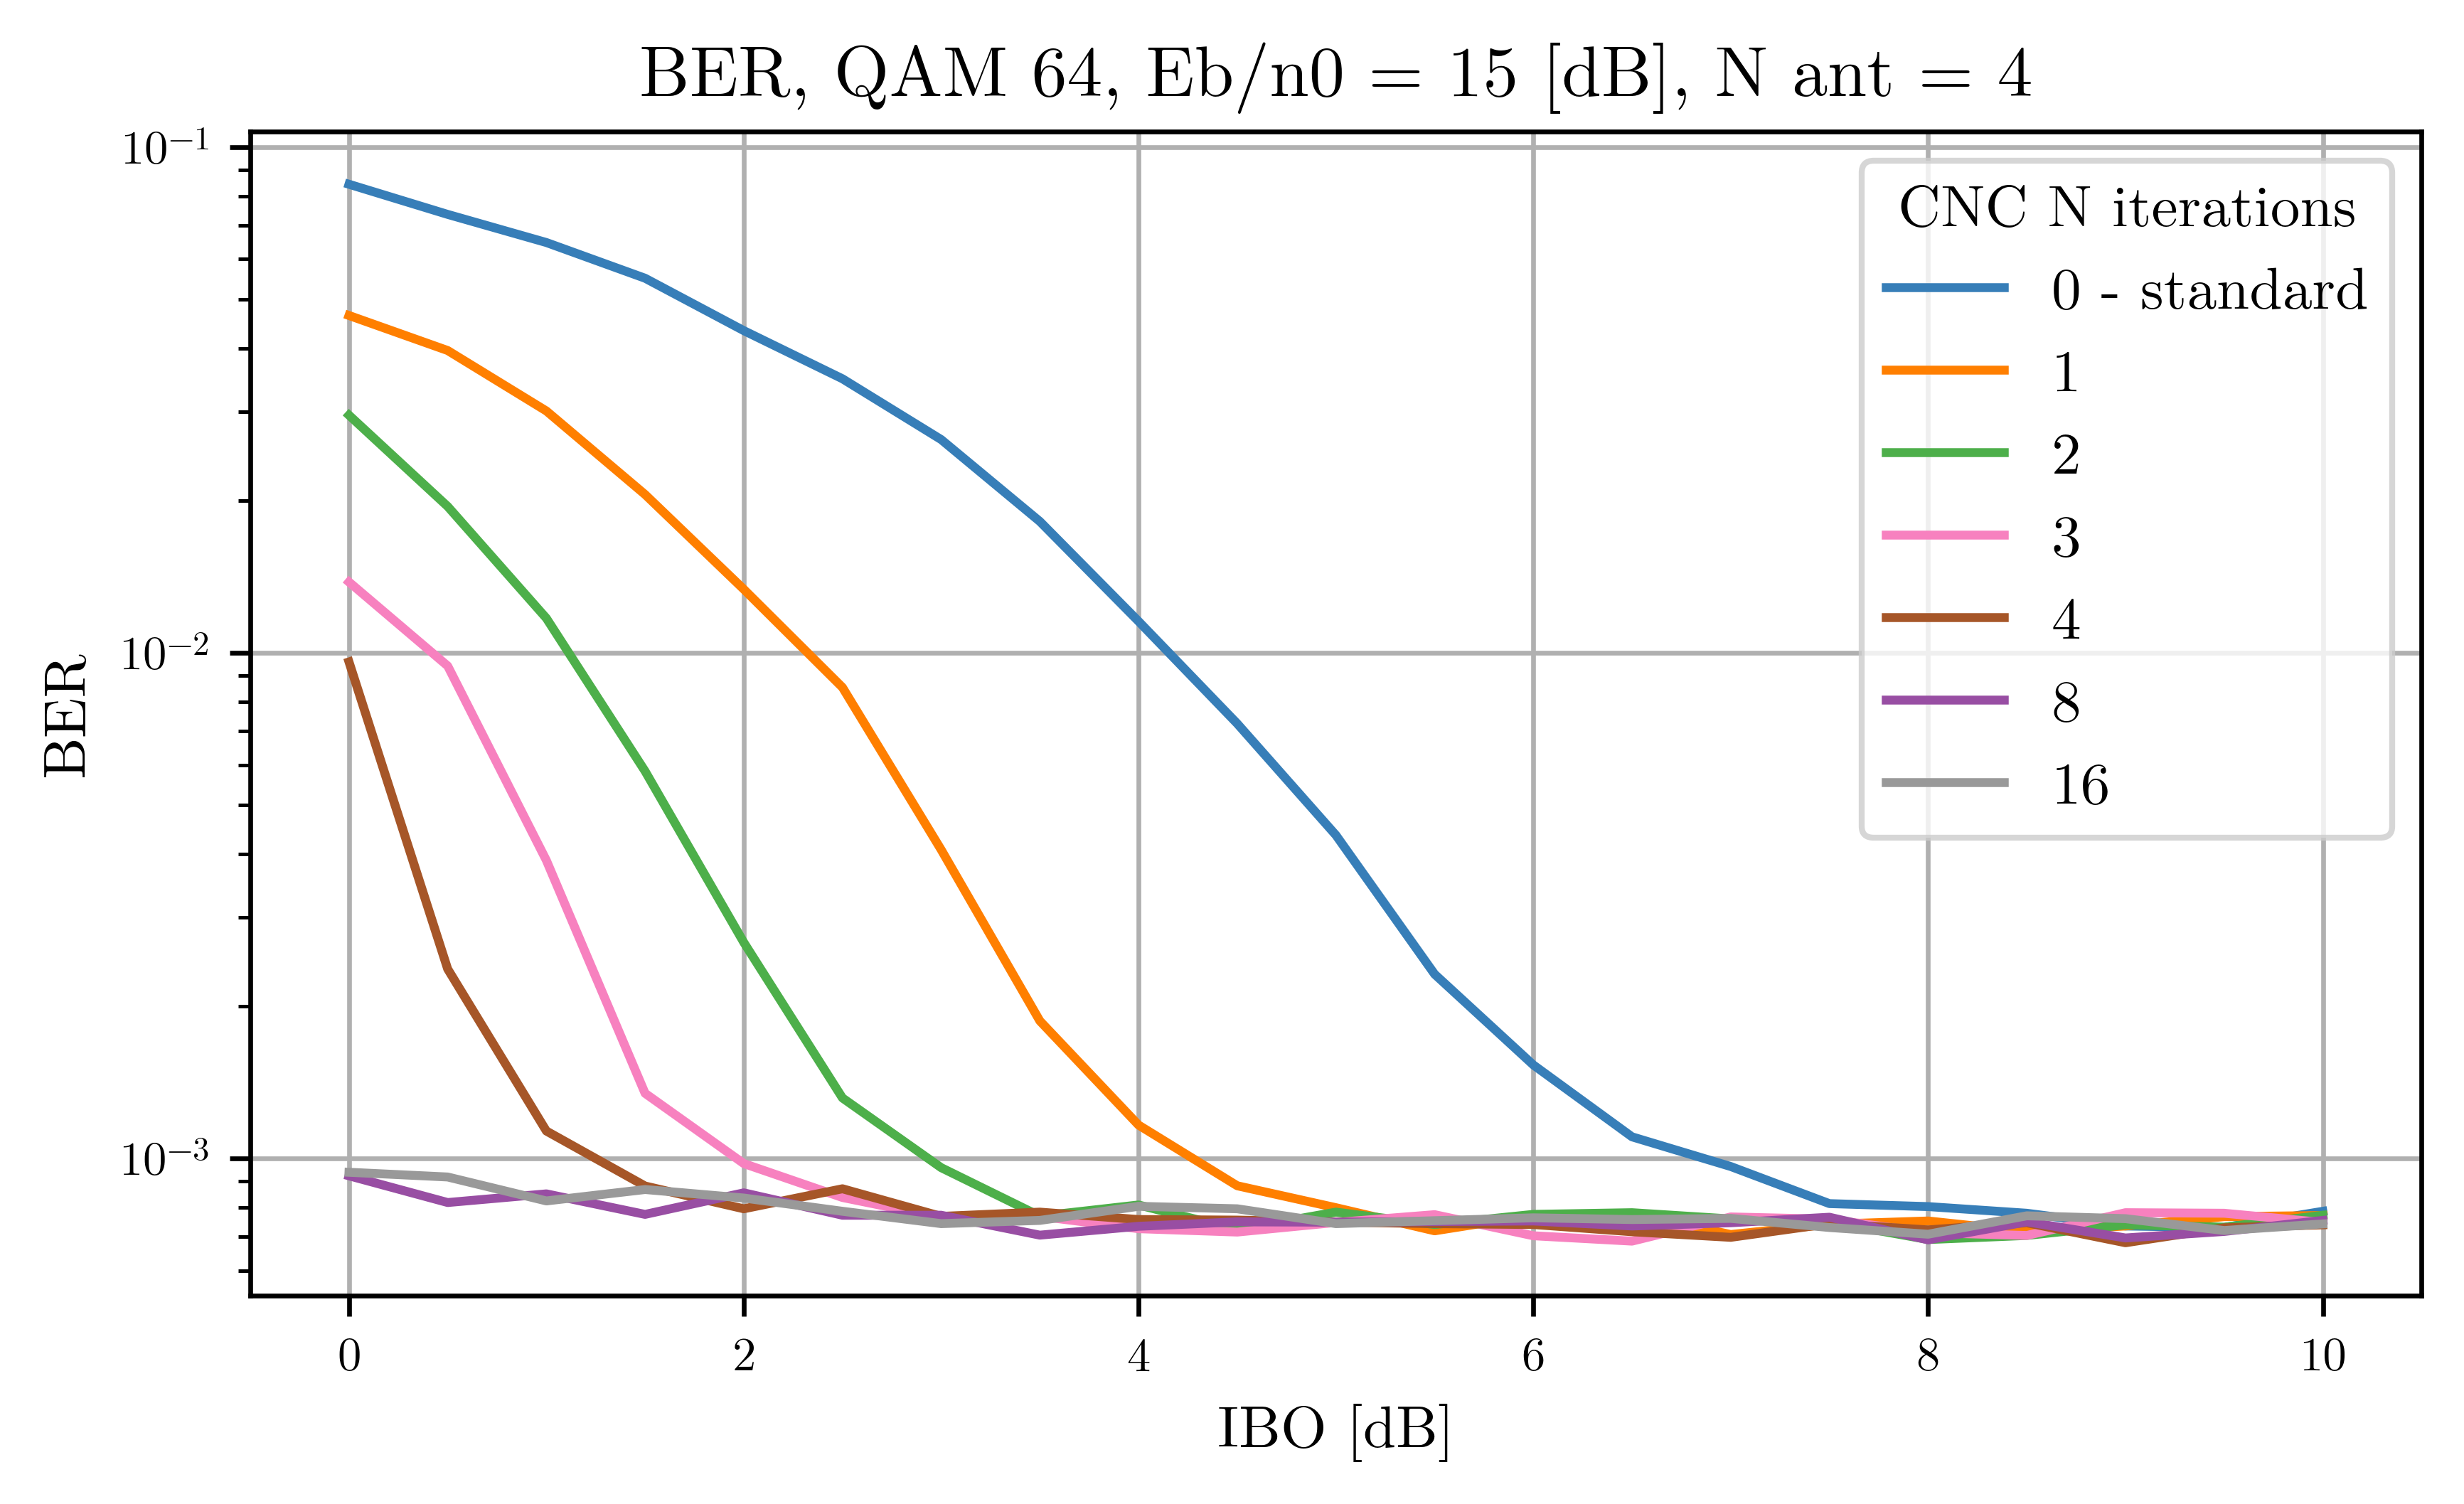 BER, QAM 64, Eb/n0 = 15 [dB], N ant = 4
10⁻¹
10⁻²
10⁻³
BER
CNC N iterations
0 - standard
1
2
3
4
8
16
0 2 4 6 8 10
IBO [dB]